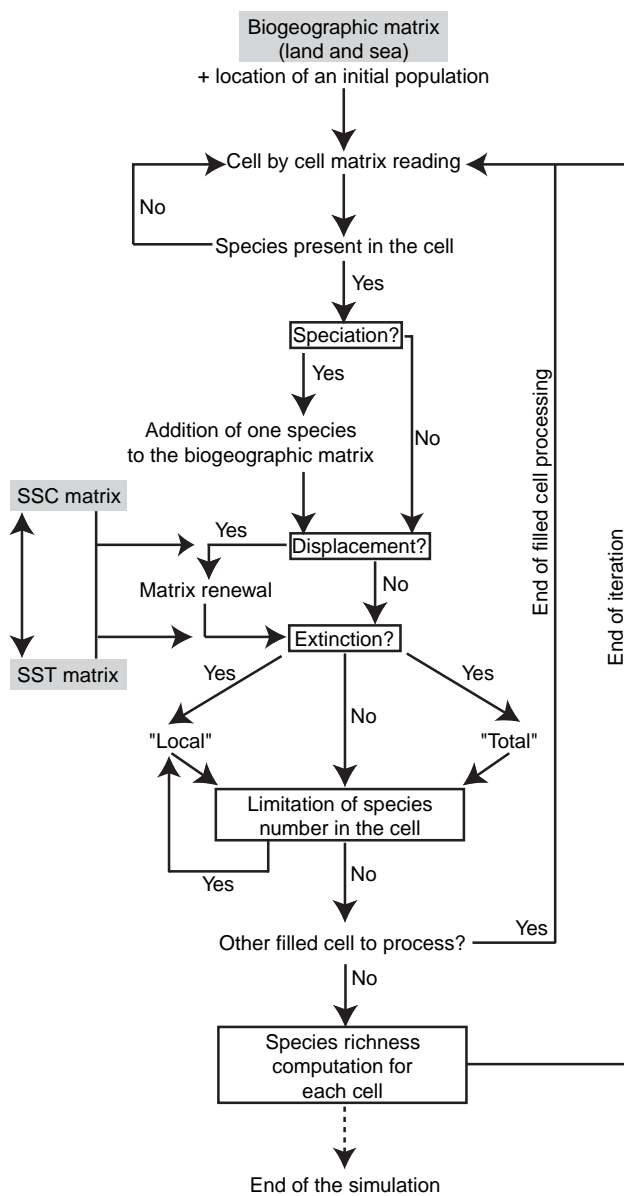 Biogeographic matrix
(land and sea)
+ location of an initial population
Cell by cell matrix reading
No
Species present in the cell
Yes
Speciation?
Yes
No
Addition of one species
to the biogeographic matrix
SSC matrix
Yes
Displacement?
Matrix renewal
No
Extinction?
SST matrix
Yes
Yes
No
"Local"
"Total"
Limitation of species
number in the cell
Yes
No
Other filled cell to process?
Yes
No
End of filled cell processing
End of iteration
Species richness
computation for
each cell
End of the simulation